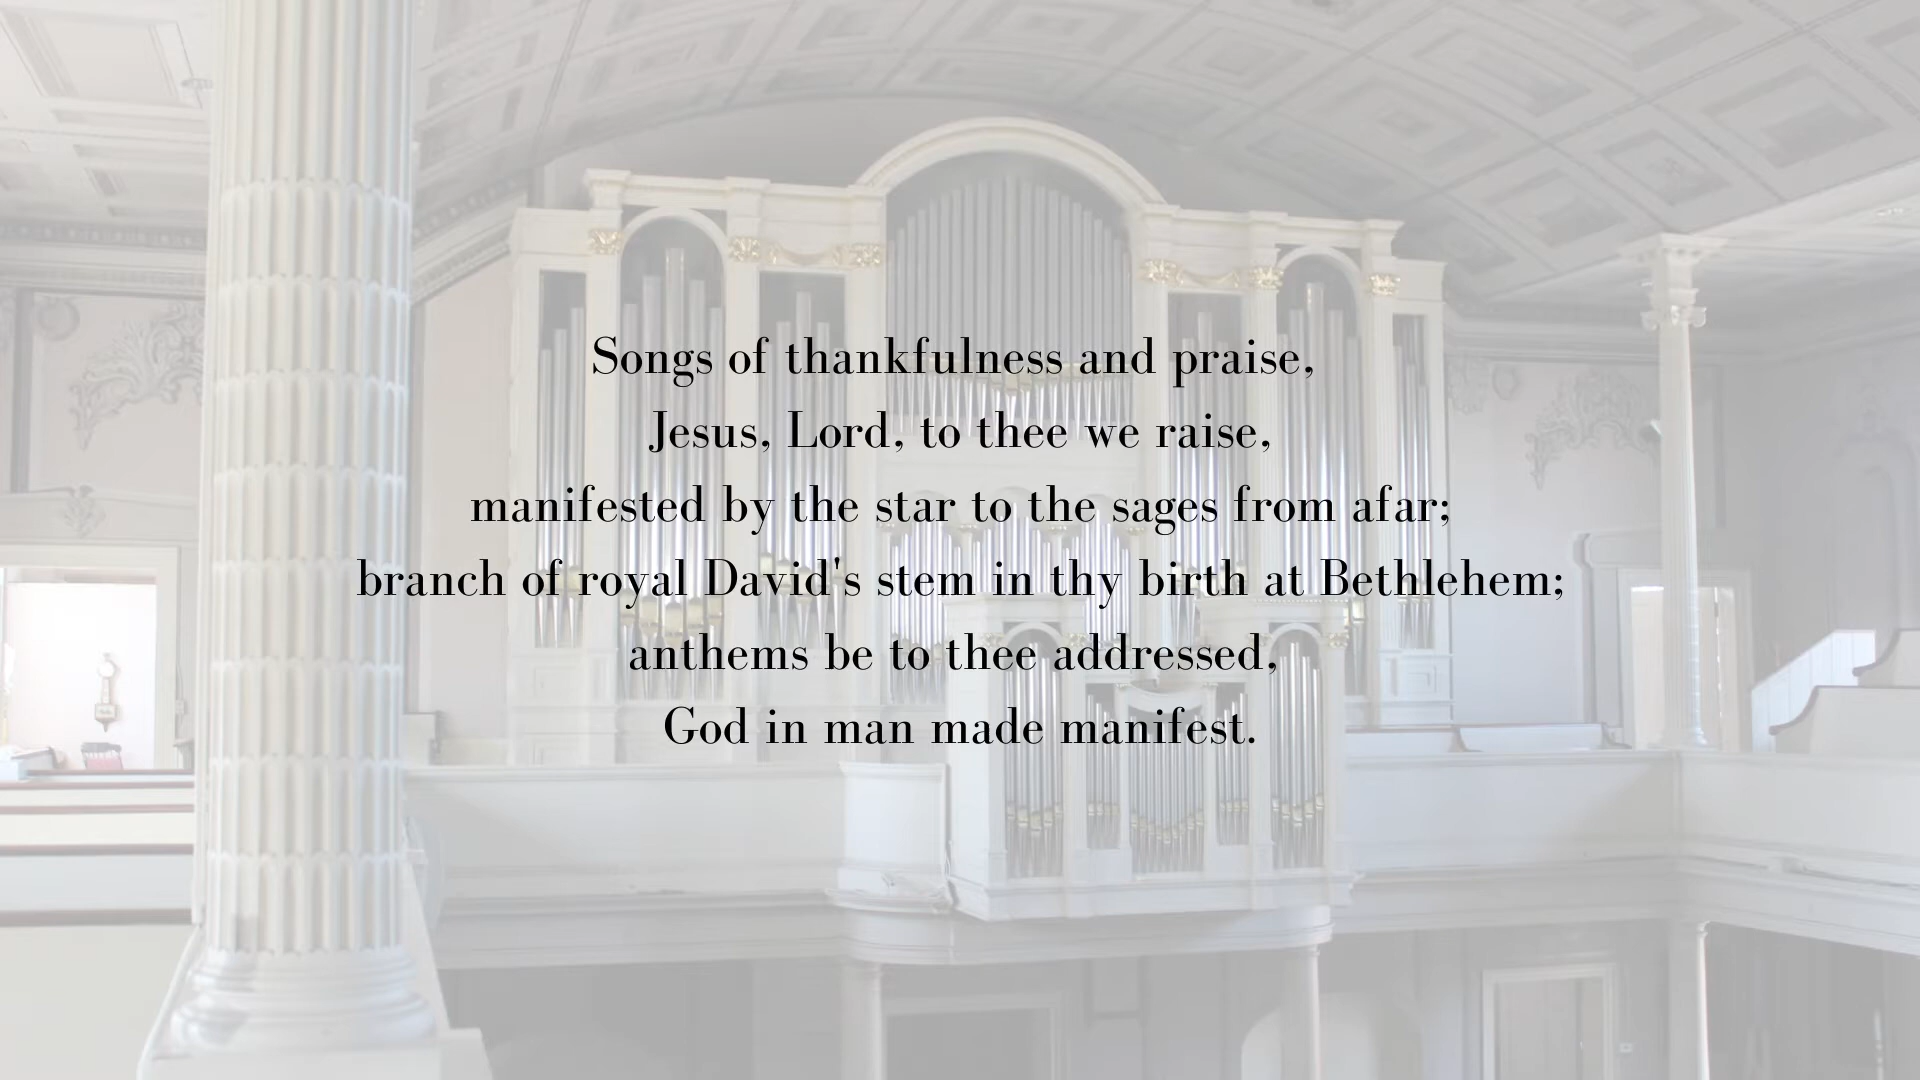 Songs of thankfulness and praise,
Jesus, Lord, to thee we raise,
manifested by the star to the sages from afar;
branch of royal David's stem in thy birth at Bethlehem;
anthems be to thee addressed,
God in man made manifest.